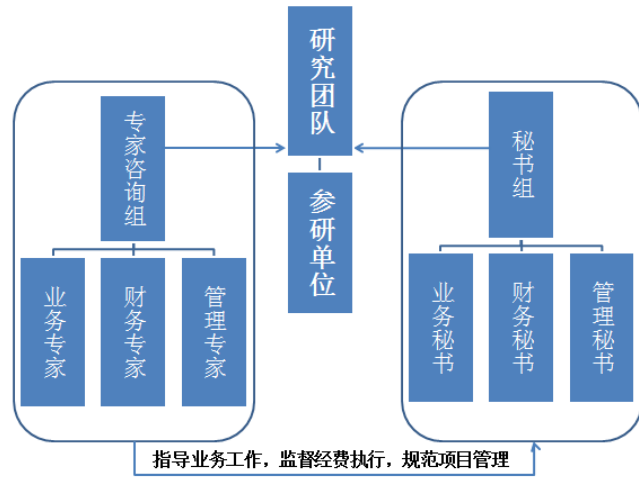 研究团队
专家咨询组
秘书组
参研单位
业务专家
财务专家
管理专家
业务秘书
财务秘书
管理秘书
指导业务工作，监督经费执行，规范项目管理